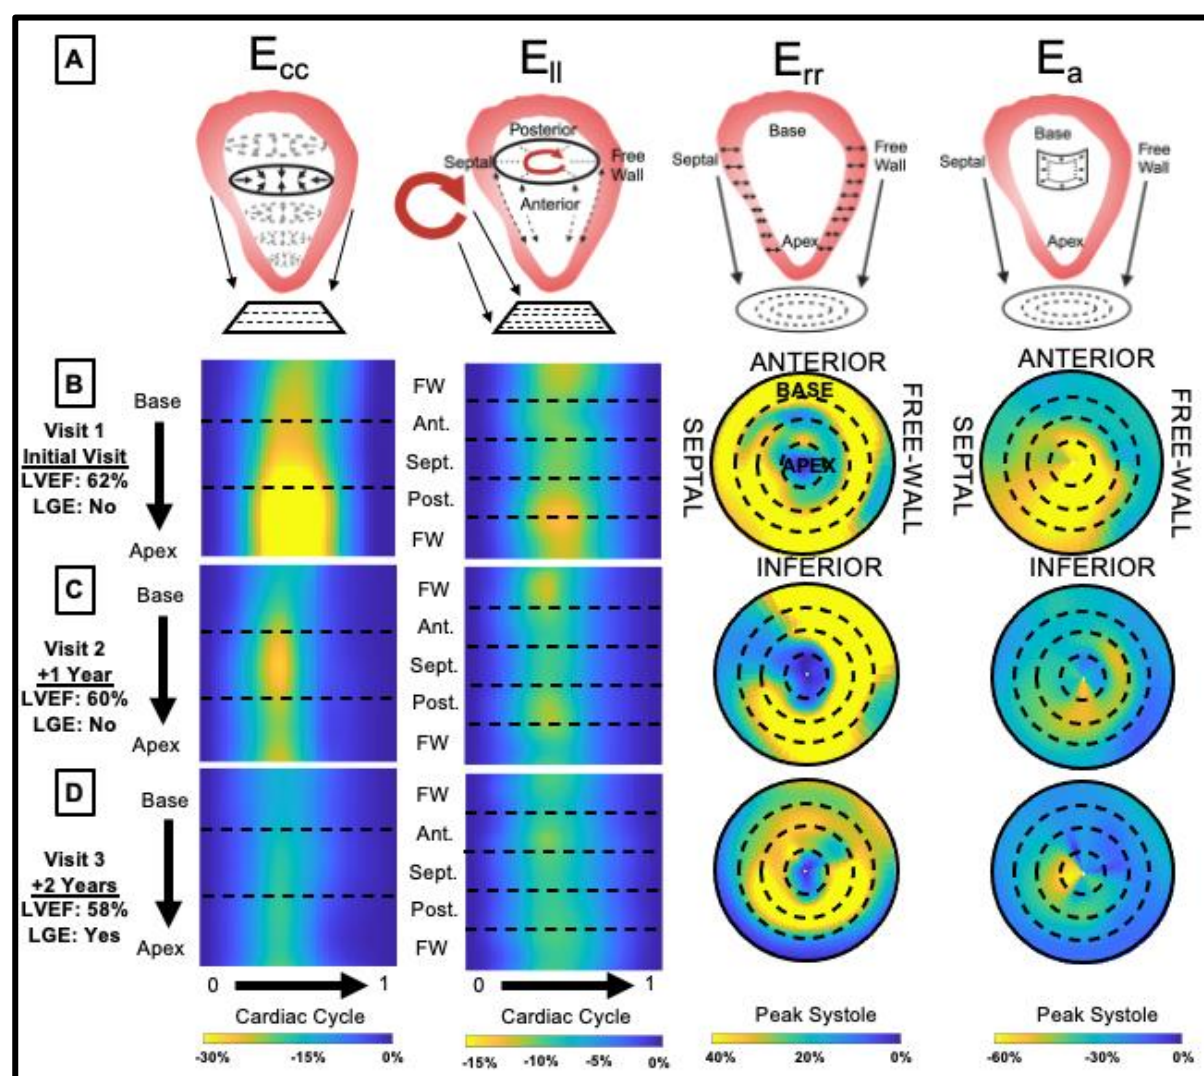 A
Ecc
Ell
Err
Ea
Posterior
Septal
Free
Wall
Anterior
Base
Septal
Free
Wall
Apex
Base
Septal
Free
Wall
Apex
B
Visit 1
Initial Visit
LVEF: 62%
LGE: No
Base
Apex
FW
Ant.
Sept.
Post.
FW
ANTERIOR
BASE
APEX
SEPTAL
FREE-WALL
INFERIOR
ANTERIOR
SEPTAL
FREE-WALL
INFERIOR
C
Visit 2
+1 Year
LVEF: 60%
LGE: No
Base
Apex
FW
Ant.
Sept.
Post.
FW
D
Visit 3
+2 Years
LVEF: 58%
LGE: Yes
Base
Apex
FW
Ant.
Sept.
Post.
FW
0 1
Cardiac Cycle
-30% -15% 0%
0 1
Cardiac Cycle
-15% -10% -5% 0%
Peak Systole
40% 20% 0%
Peak Systole
-60% -30% 0%